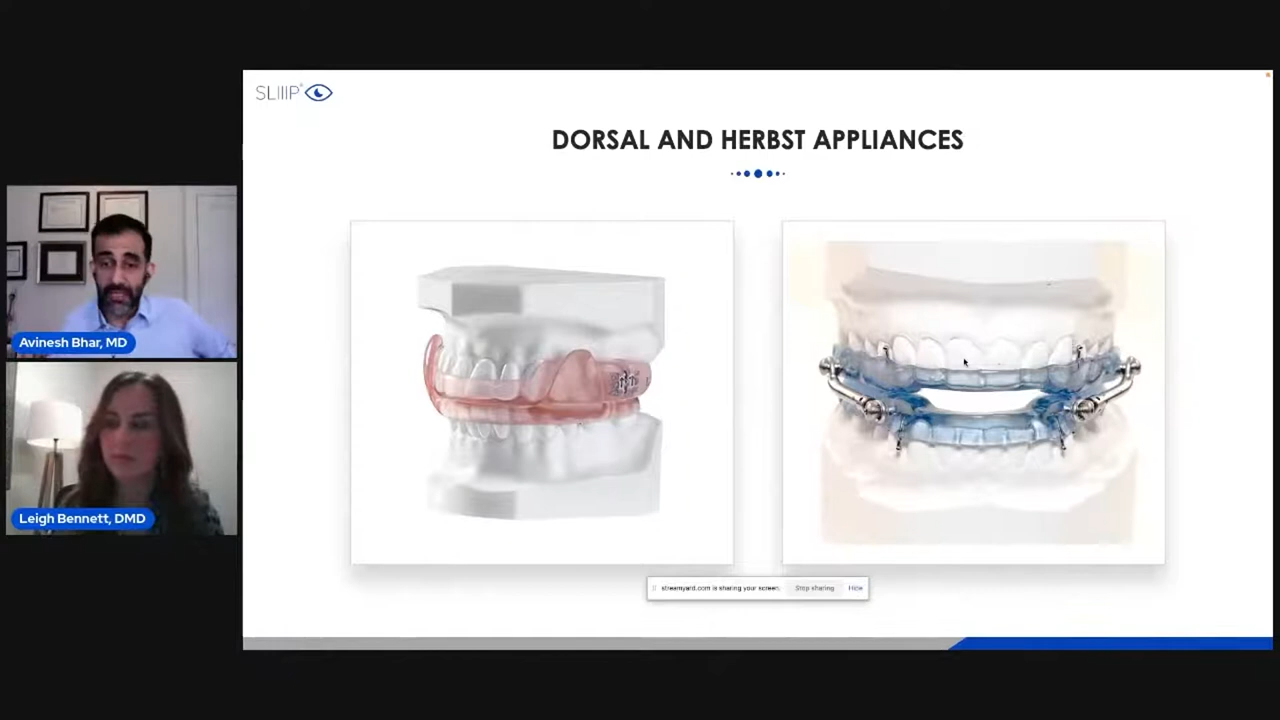 SLIIIP
DORSAL AND HERBST APPLIANCES
Avinesh Bhar, MD
Leigh Bennett, DMD
streamyard.com is sharing your screen.
Stop sharing
Hide